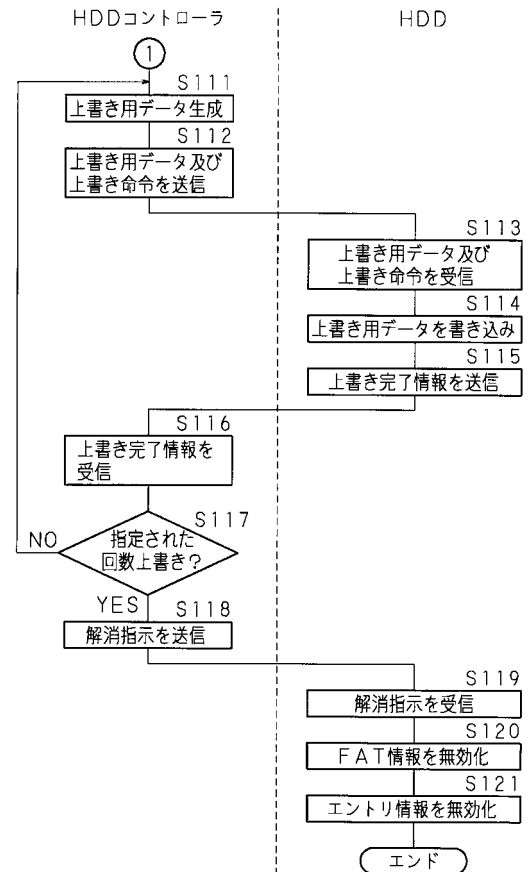 HDDコントローラ
HDD
1
S111
上書き用データ生成
S112
上書き用データ及び
上書き命令を送信
S113
上書き用データ及び
上書き命令を受信
S114
上書き用データを書き込み
S115
上書き完了情報を送信
S116
上書き完了情報を
受信
S117
指定された
回数上書き?
NO
YES
S118
解消指示を送信
S119
解消指示を受信
S120
FAT情報を無効化
S121
エントリ情報を無効化
エンド